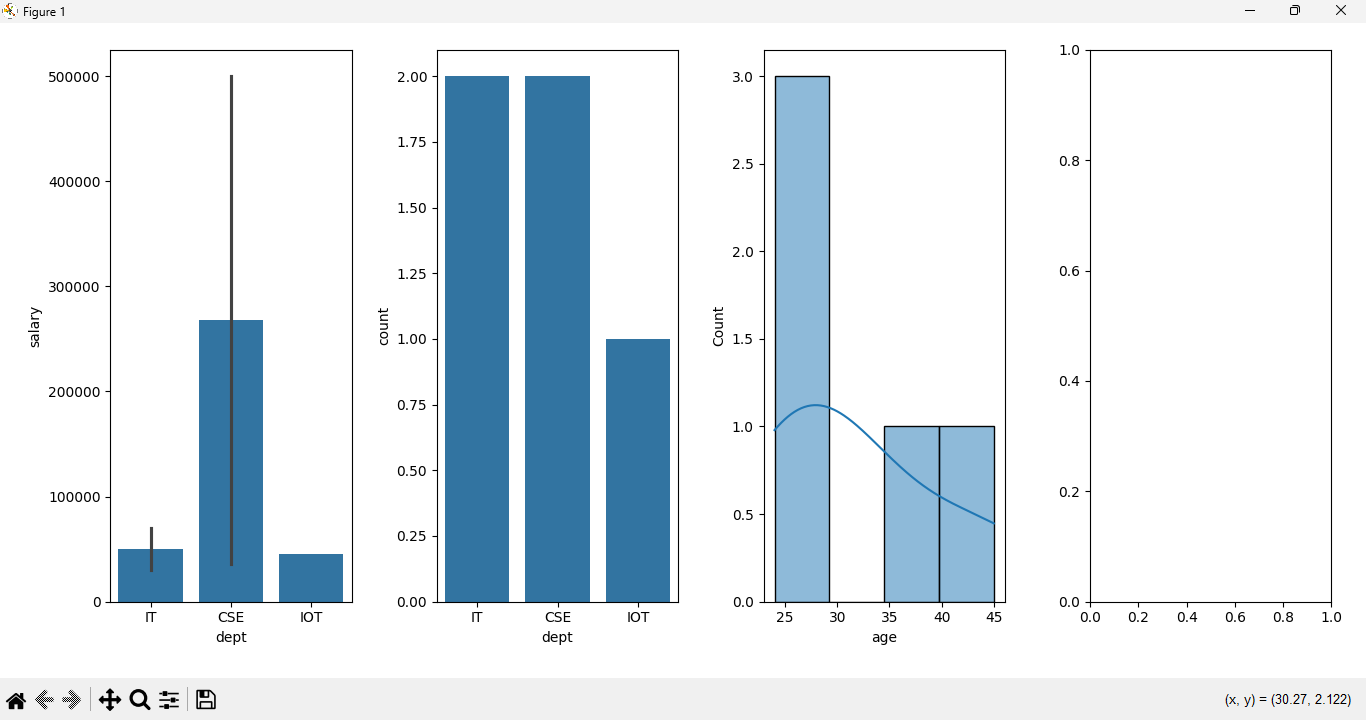 Figure 1
500000
400000
300000
200000
100000
0
salary
IT CSE IOT
dept
2.00
1.75
1.50
1.25
1.00
0.75
0.50
0.25
0.00
count
IT CSE IOT
dept
3.0
2.5
2.0
1.5
1.0
0.5
0.0
Count
25 30 35 40 45
age
1.0
0.8
0.6
0.4
0.2
0.0
0.0 0.2 0.4 0.6 0.8 1.0
(x, y) = (30.27, 2.122)